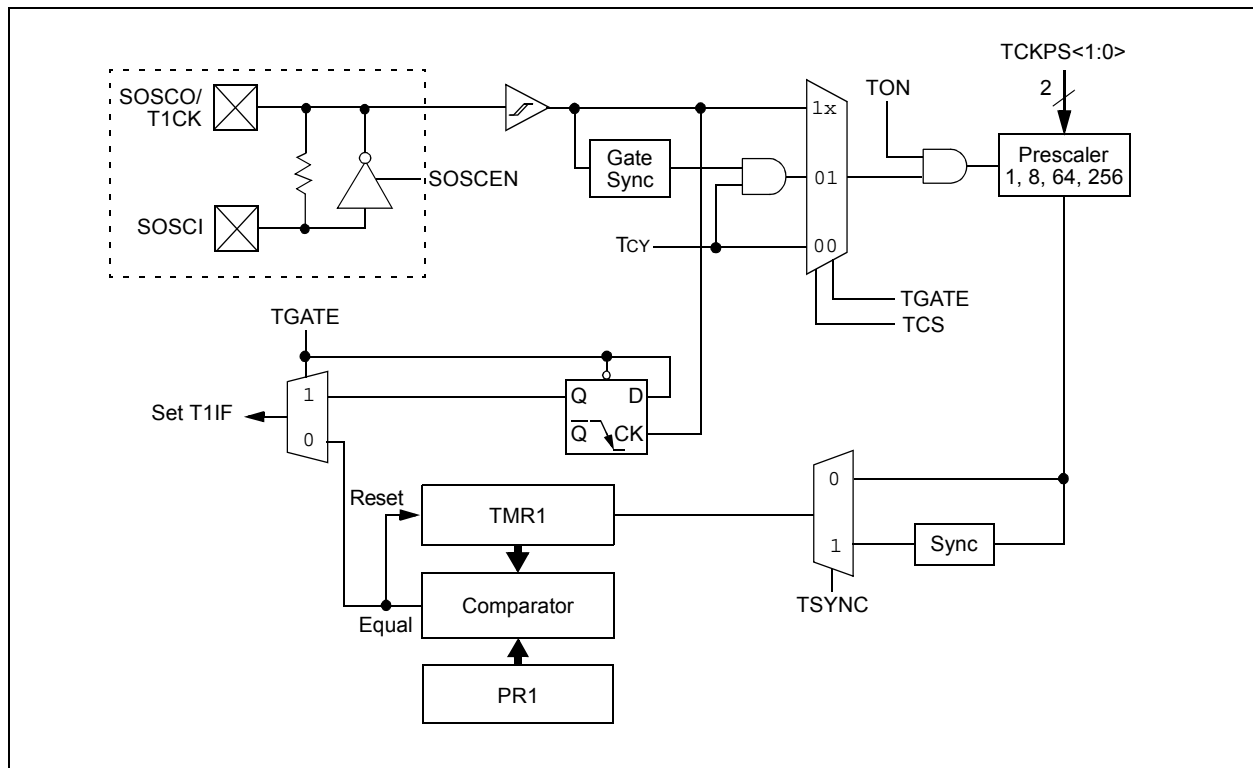 TCKPS<1:0>
2
SOSCO/
T1CK
TON
1x
Gate
Sync
Prescaler
1, 8, 64, 256
SOSCEN
01
SOSCI
TCY
00
TGATE
TCS
TGATE
1
Q
D
Set T1IF
0
Q
CK
Reset
TMR1
0
1
Sync
Comparator
TSYNC
Equal
PR1